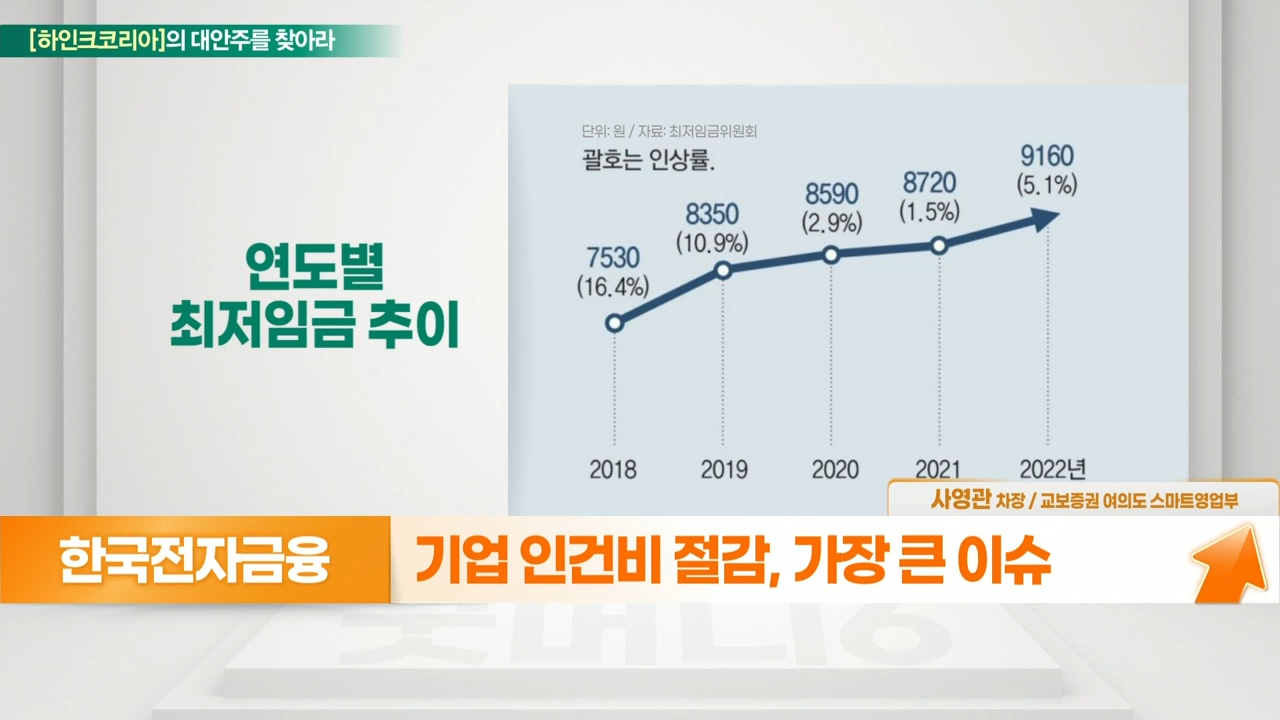 [하인크코리아]의 대안주를 찾아라
연도별
최저임금 추이
단위: 원 / 자료: 최저임금위원회
괄호는 인상률.
7530
(16.4%)
8350
(10.9%)
8590
(2.9%)
8720
(1.5%)
9160
(5.1%)
2018 2019 2020 2021 2022년
사영관 차장 / 교보증권 여의도 스마트영업부
한국전자금융
기업 인건비 절감, 가장 큰 이슈